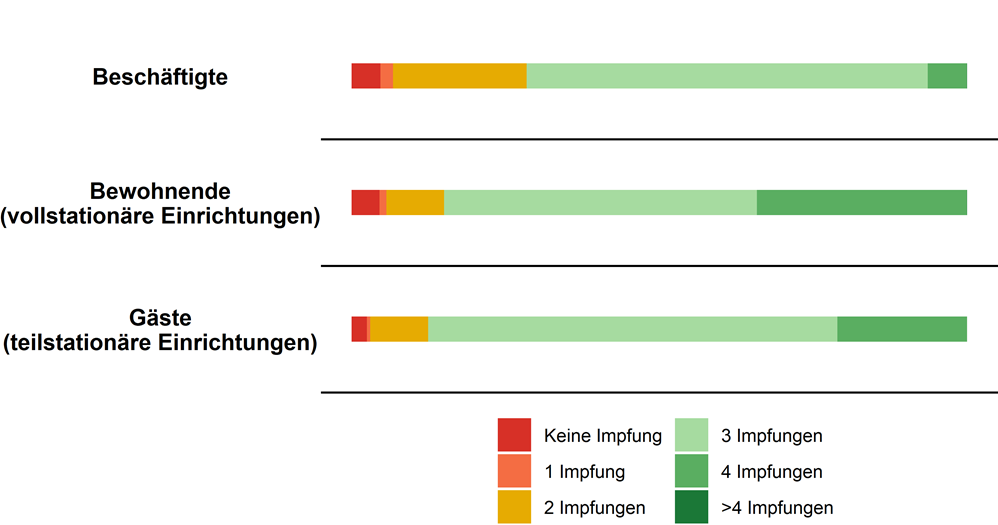 Beschäftigte
Bewohnende
(vollstationäre Einrichtungen)
Gäste
(teilstationäre Einrichtungen)
Keine Impfung
1 Impfung
2 Impfungen
3 Impfungen
4 Impfungen
>4 Impfungen